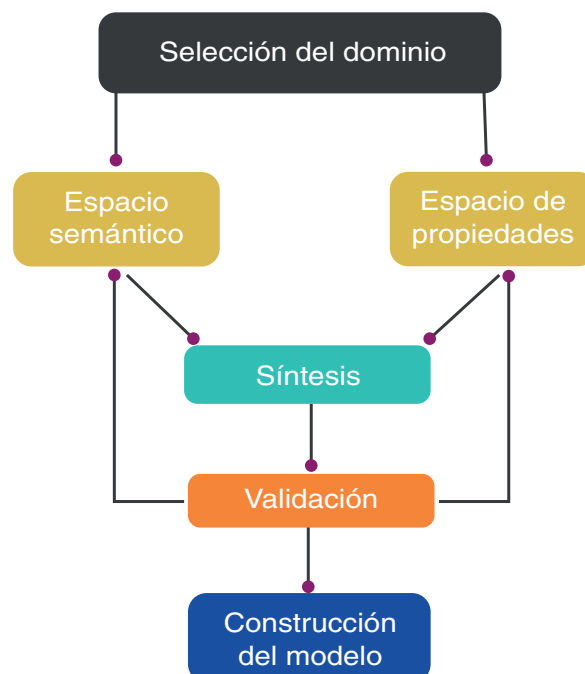 Selección del dominio
Espacio
semántico
Espacio de
propiedades
Síntesis
Validación
Construcción
del modelo